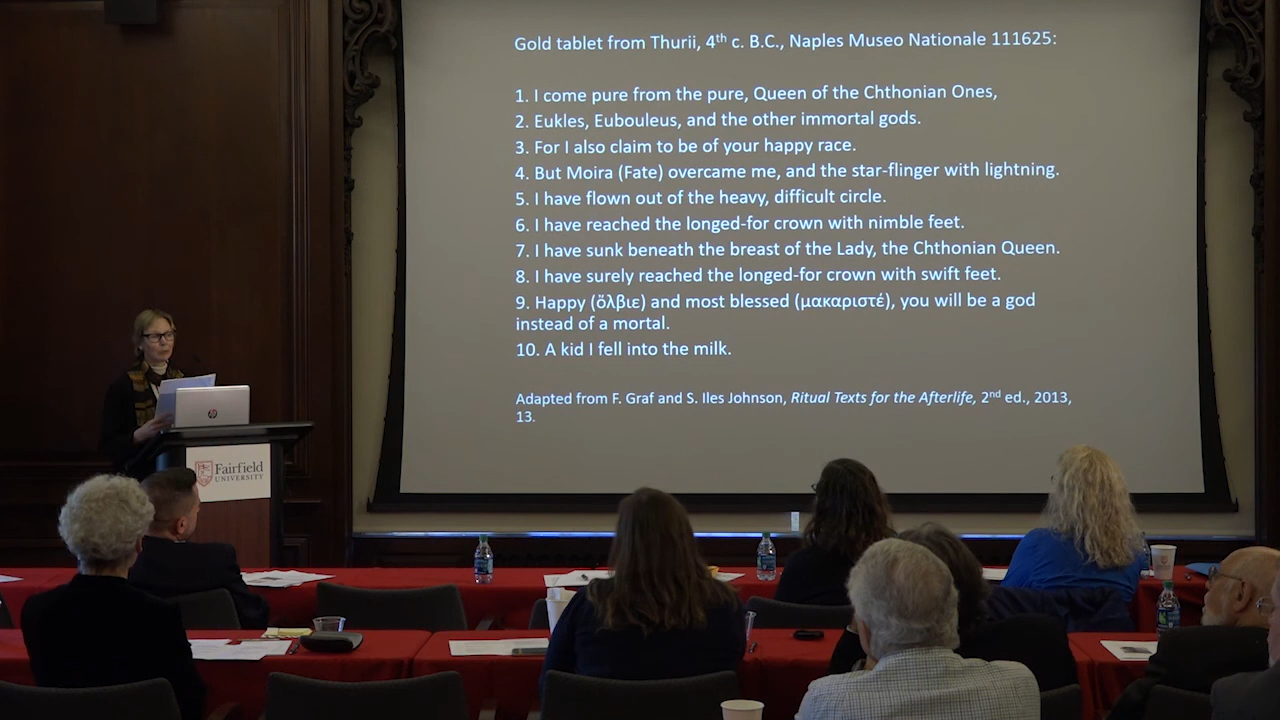 Gold tablet from Thurii, 4th c. B.C., Naples Museo Nationale 111625:
1. I come pure from the pure, Queen of the Chthonian Ones,
2. Eukles, Eubouleus, and the other immortal gods.
3. For I also claim to be of your happy race.
4. But Moira (Fate) overcame me, and the star-flinger with lightning.
5. I have flown out of the heavy, difficult circle.
6. I have reached the longed-for crown with nimble feet.
7. I have sunk beneath the breast of the Lady, the Chthonian Queen.
8. I have surely reached the longed-for crown with swift feet.
9. Happy (ὄλβιε) and most blessed (μακαριστέ), you will be a god
instead of a mortal.
10. A kid I fell into the milk.
Adapted from F. Graf and S. Iles Johnson, Ritual Texts for the Afterlife, 2nd ed., 2013,
13.
hp
Fairfield
UNIVERSITY